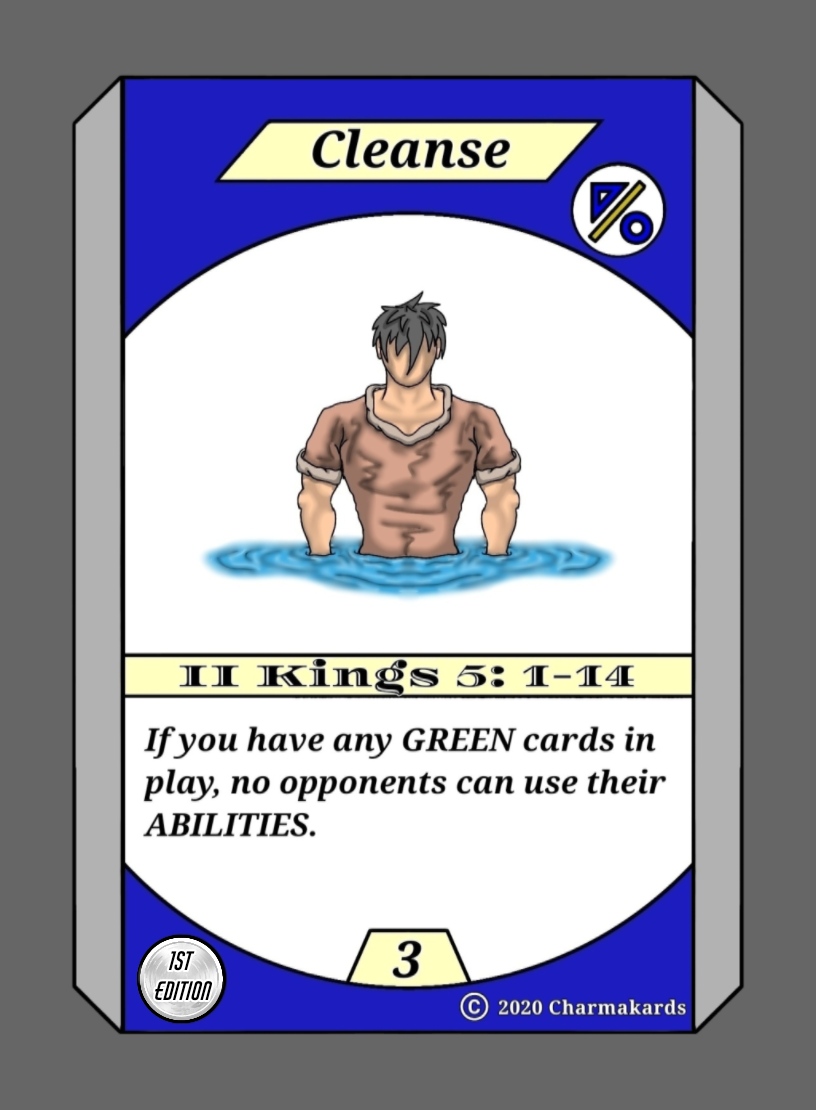 Cleanse
II Kings 5: 1-14
If you have any GREEN cards in
play, no opponents can use their
ABILITIES.
3
1ST
EDITION
© 2020 Charmakards